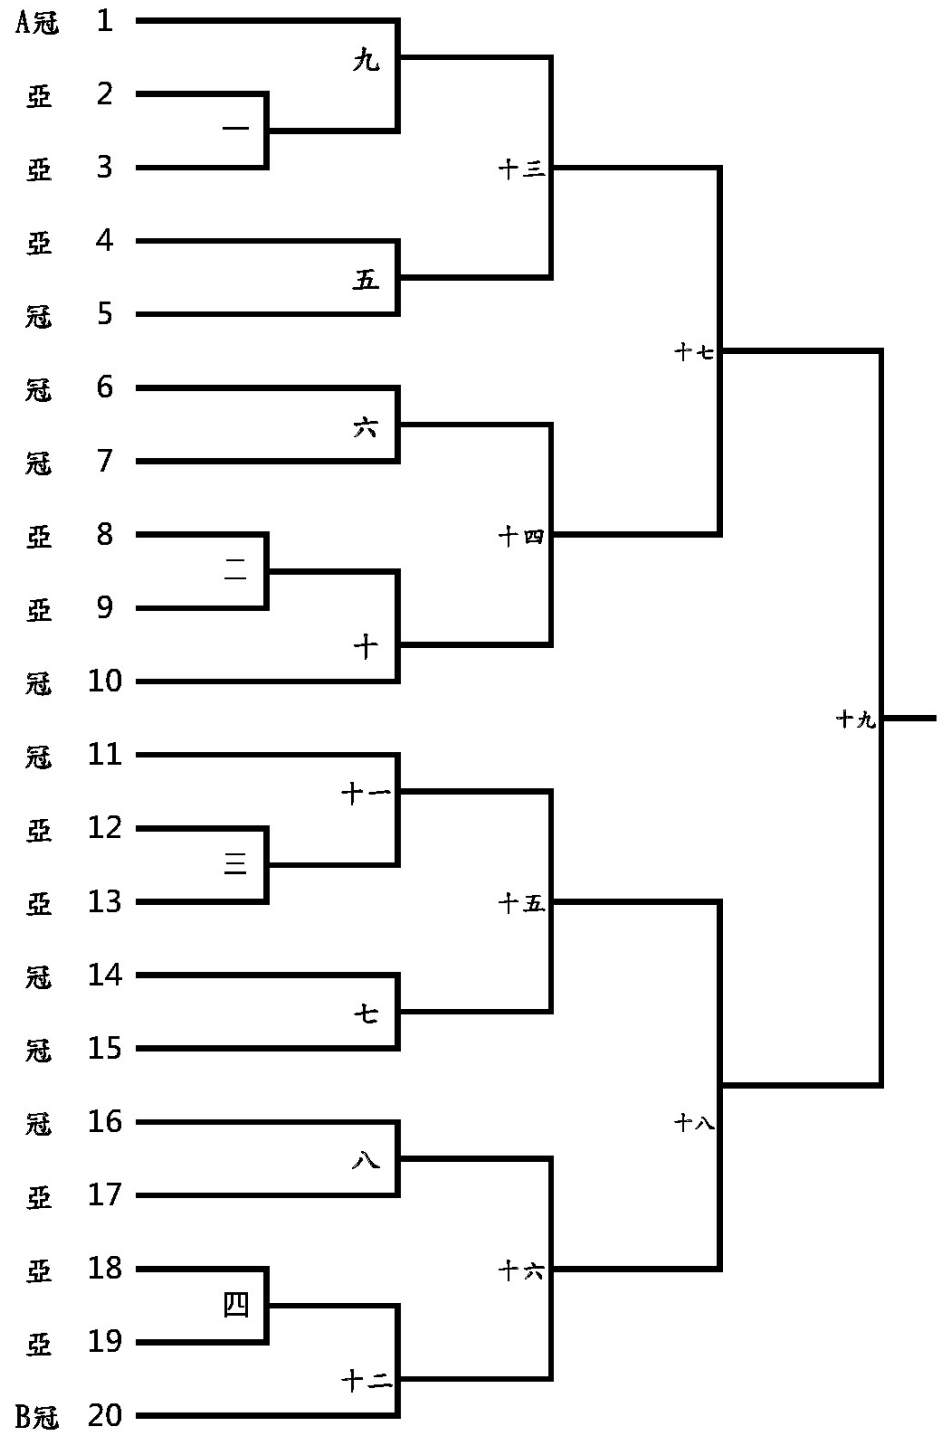 A冠 1
九
亞 2
一
亞 3
十三
亞 4
五
冠 5
十七
冠 6
六
冠 7
亞 8
十四
二
亞 9
十
冠 10
十九
冠 11
十一
亞 12
三
亞 13
十五
冠 14
七
冠 15
冠 16
十八
八
亞 17
亞 18
十六
四
亞 19
十二
B冠 20